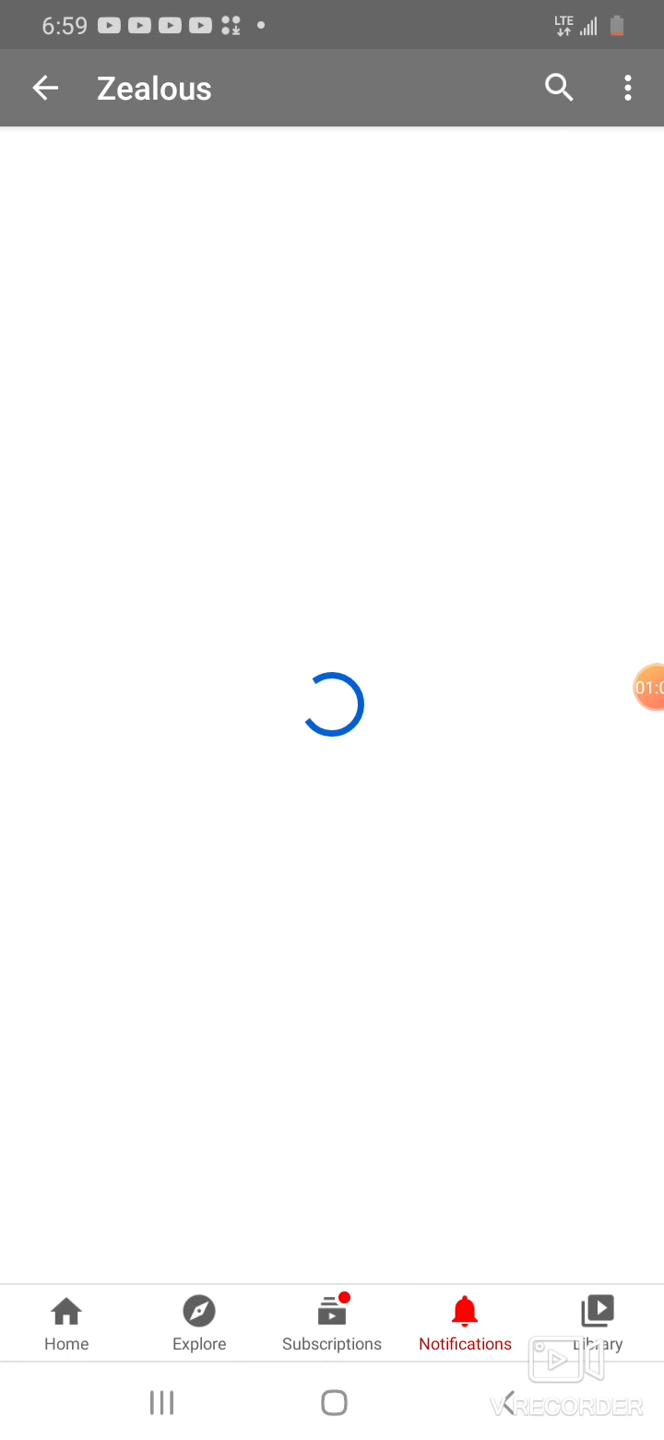 6:59 LTE
Zealous
01:0
Home Explore Subscriptions Notifications Library
VRECORDER